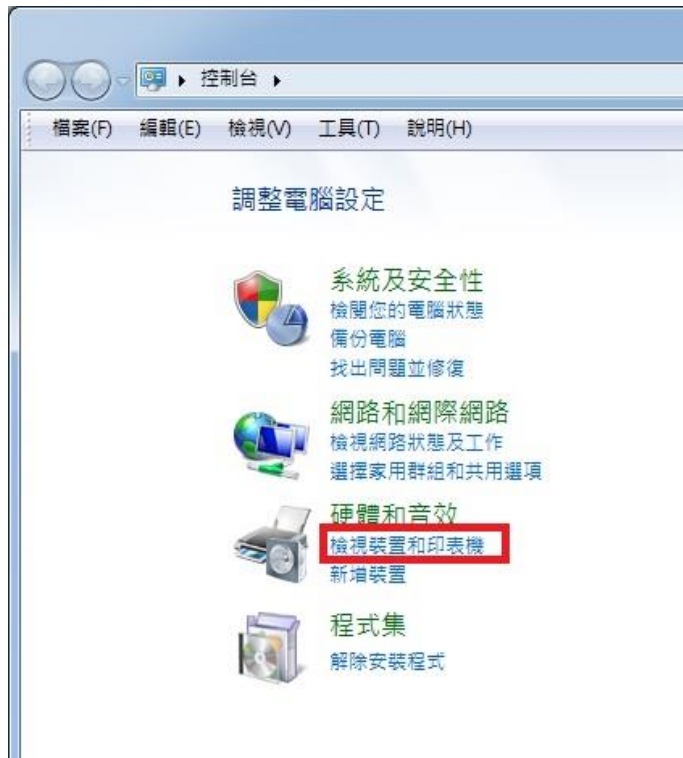 控制台
檔案(F) 編輯(E) 檢視(V) 工具(T) 說明(H)
調整電腦設定
系統及安全性
檢閱您的電腦狀態
備份電腦
找出問題並修復
網路和網際網路
檢視網路狀態及工作
選擇家用群組和共用選項
硬體和音效
檢視裝置和印表機
新增裝置
程式集
解除安裝程式